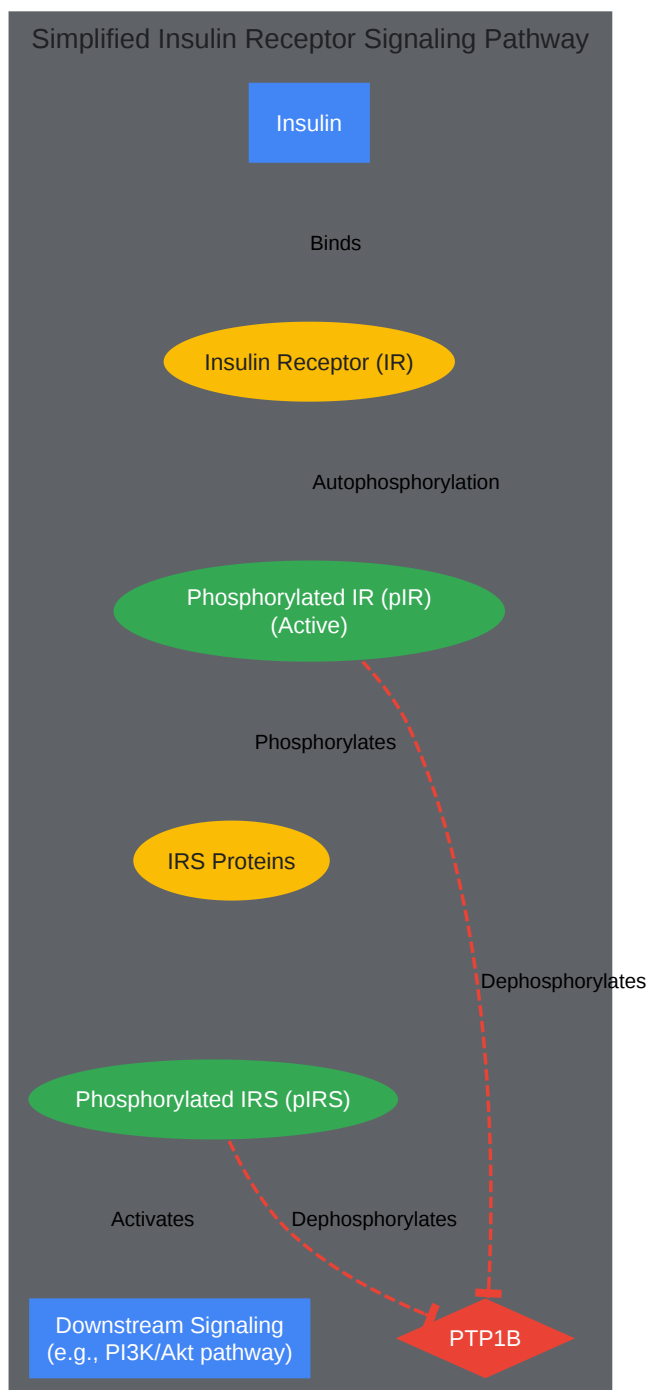 Simplified Insulin Receptor Signaling Pathway
Insulin
Binds
Insulin Receptor (IR)
Autophosphorylation
Phosphorylated IR (pIR)
(Active)
Phosphorylates
IRS Proteins
Dephosphorylates
Phosphorylated IRS (pIRS)
Activates
Dephosphorylates
Downstream Signaling
(e.g., PI3K/Akt pathway)
PTP1B